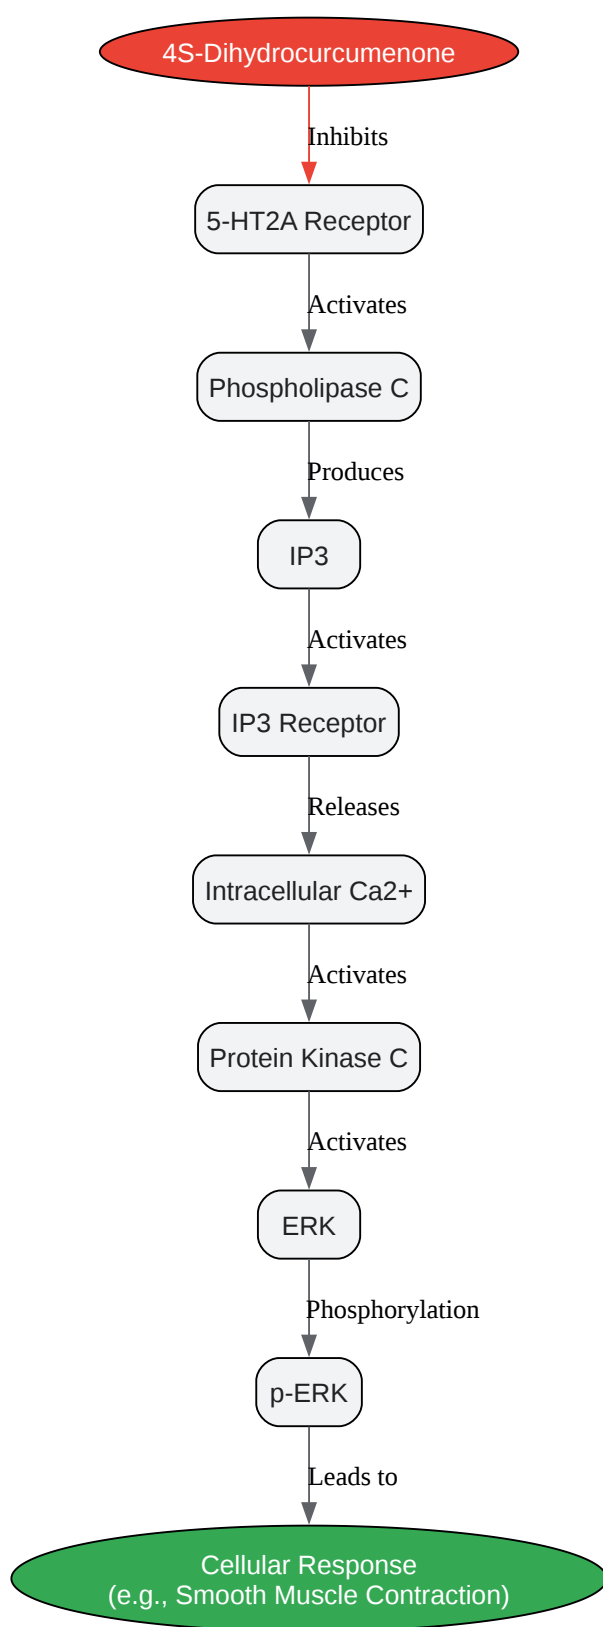 4S-Dihydrocurcumenone
Inhibits
5-HT2A Receptor
Activates
Phospholipase C
Produces
IP3
Activates
IP3 Receptor
Releases
Intracellular Ca2+
Activates
Protein Kinase C
Activates
ERK
Phosphorylation
p-ERK
Leads to
Cellular Response
(e.g., Smooth Muscle Contraction)